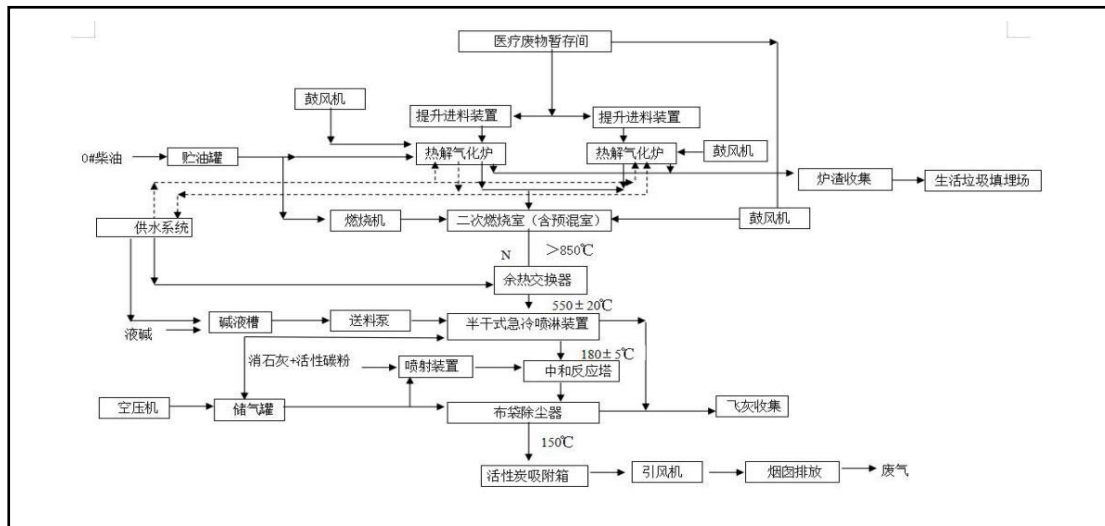 医疗废物暂存间
鼓风机
提升进料装置
提升进料装置
0#柴油
贮油罐
热解气化炉
热解气化炉
鼓风机
炉渣收集
生活垃圾填埋场
供水系统
燃烧机
二次燃烧室（含预混室）
鼓风机
N
＞850℃
余热交换器
550±20℃
液碱
碱液槽
送料泵
半干式急冷喷淋装置
180±5℃
消石灰+活性碳粉
喷射装置
中和反应塔
空压机
储气罐
布袋除尘器
飞灰收集
150℃
活性炭吸附箱
引风机
烟囱排放
废气